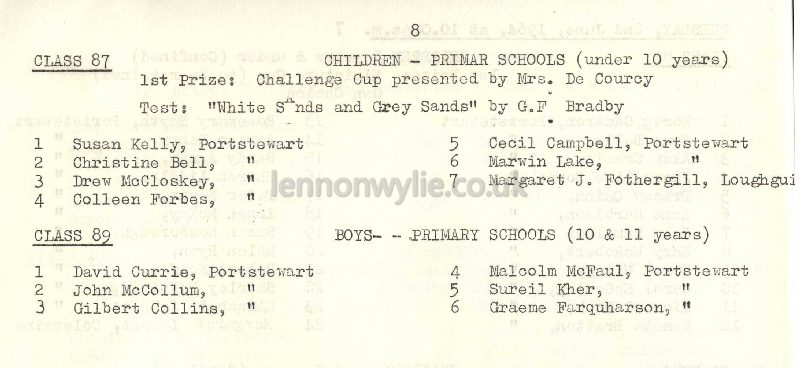 8
CLASS 87 CHILDREN - PRIMAR SCHOOLS (under 10 years)
1st Prize: Challenge Cup presented by Mrs. De Courcy
Test: "White Sands and Grey Sands" by G.F. Bradby
1 Susan Kelly, Portstewart
2 Christine Bell, "
3 Drew McCloskey, "
4 Colleen Forbes, "
5 Cecil Campbell, Portstewart
6 Marwin Lake, "
7 Margaret J. Fothergill, Loughgui
lennonwylie.co.uk
CLASS 89 BOYS- - PRIMARY SCHOOLS (10 & 11 years)
1 David Currie, Portstewart
2 John McCollum, "
3 Gilbert Collins, "
4 Malcolm McFaul, Portstewart
5 Sureil Kher, "
6 Graeme Farquharson, "